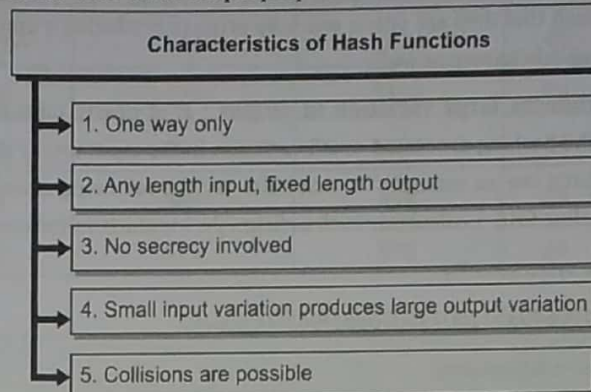 Characteristics of Hash Functions
1. One way only
2. Any length input, fixed length output
3. No secrecy involved
4. Small input variation produces large output variation
5. Collisions are possible